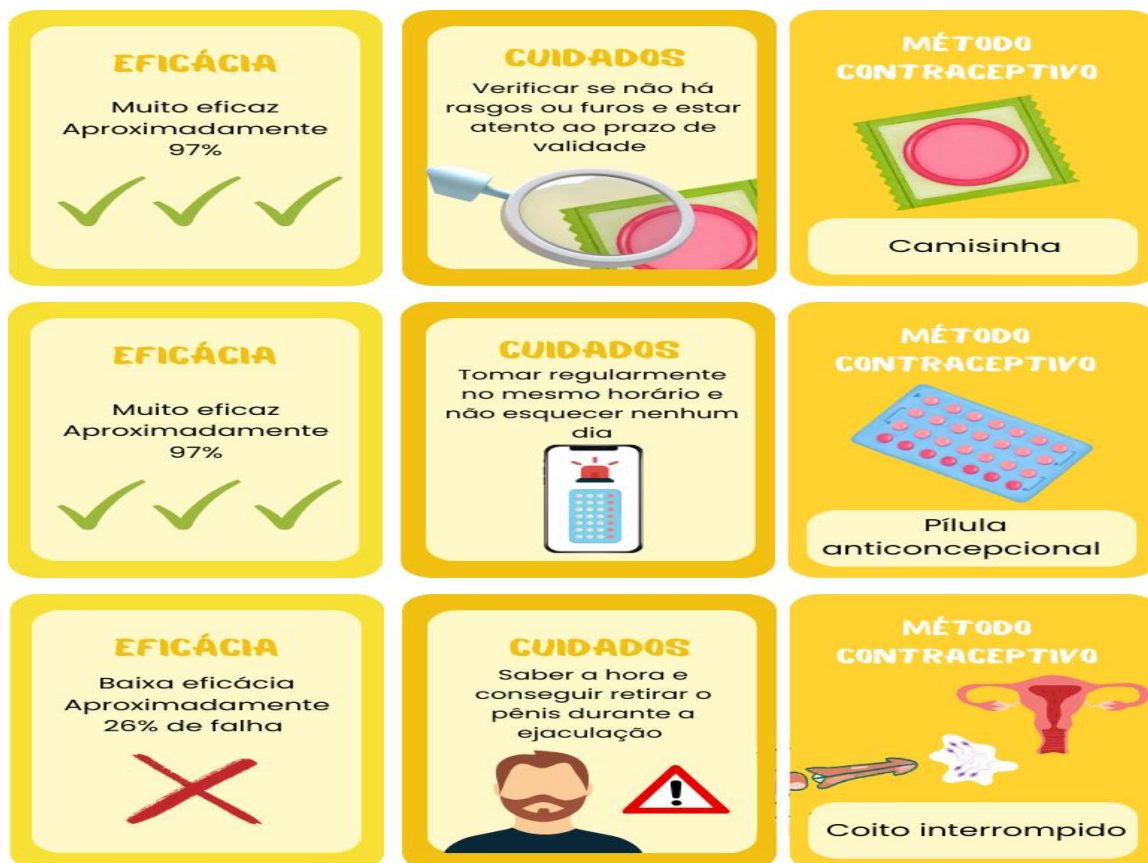 EFICÁCIA
Muito eficaz
Aproximadamente
97%
CUIDADOS
Verificar se não há
rasgos ou furos e estar
atento ao prazo de
validade
MÉTODO
CONTRACEPTIVO
Camisinha
EFICÁCIA
Muito eficaz
Aproximadamente
97%
CUIDADOS
Tomar regularmente
no mesmo horário e
não esquecer nenhum
dia
MÉTODO
CONTRACEPTIVO
Pílula
anticoncepcional
EFICÁCIA
Baixa eficácia
Aproximadamente
26% de falha
CUIDADOS
Saber a hora e
conseguir retirar o
pênis durante a
ejaculação
MÉTODO
CONTRACEPTIVO
Coito interrompido